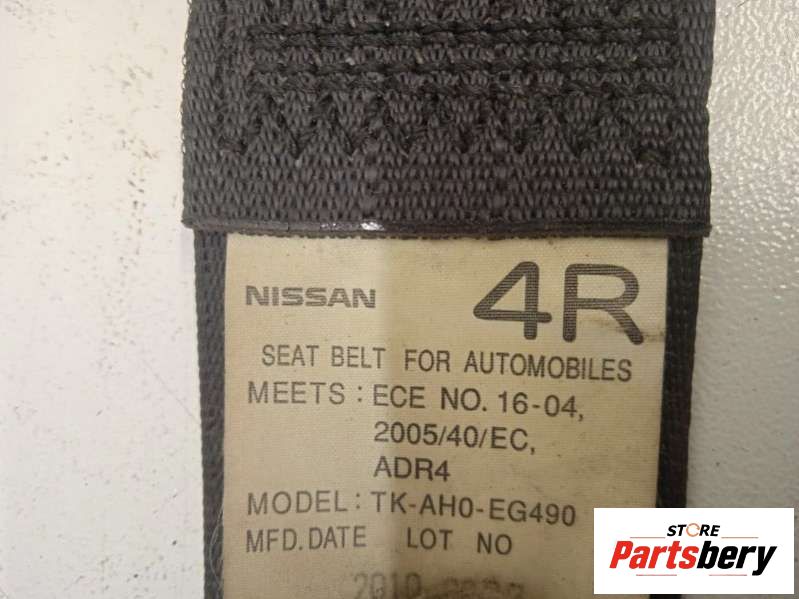 NISSAN 4R
SEAT BELT FOR AUTOMOBILES
MEETS : ECE NO. 16-04,
2005/40/EC,
ADR4
MODEL : TK-AH0-EG490
MFD. DATE LOT NO
2010
STORE
Partsbery